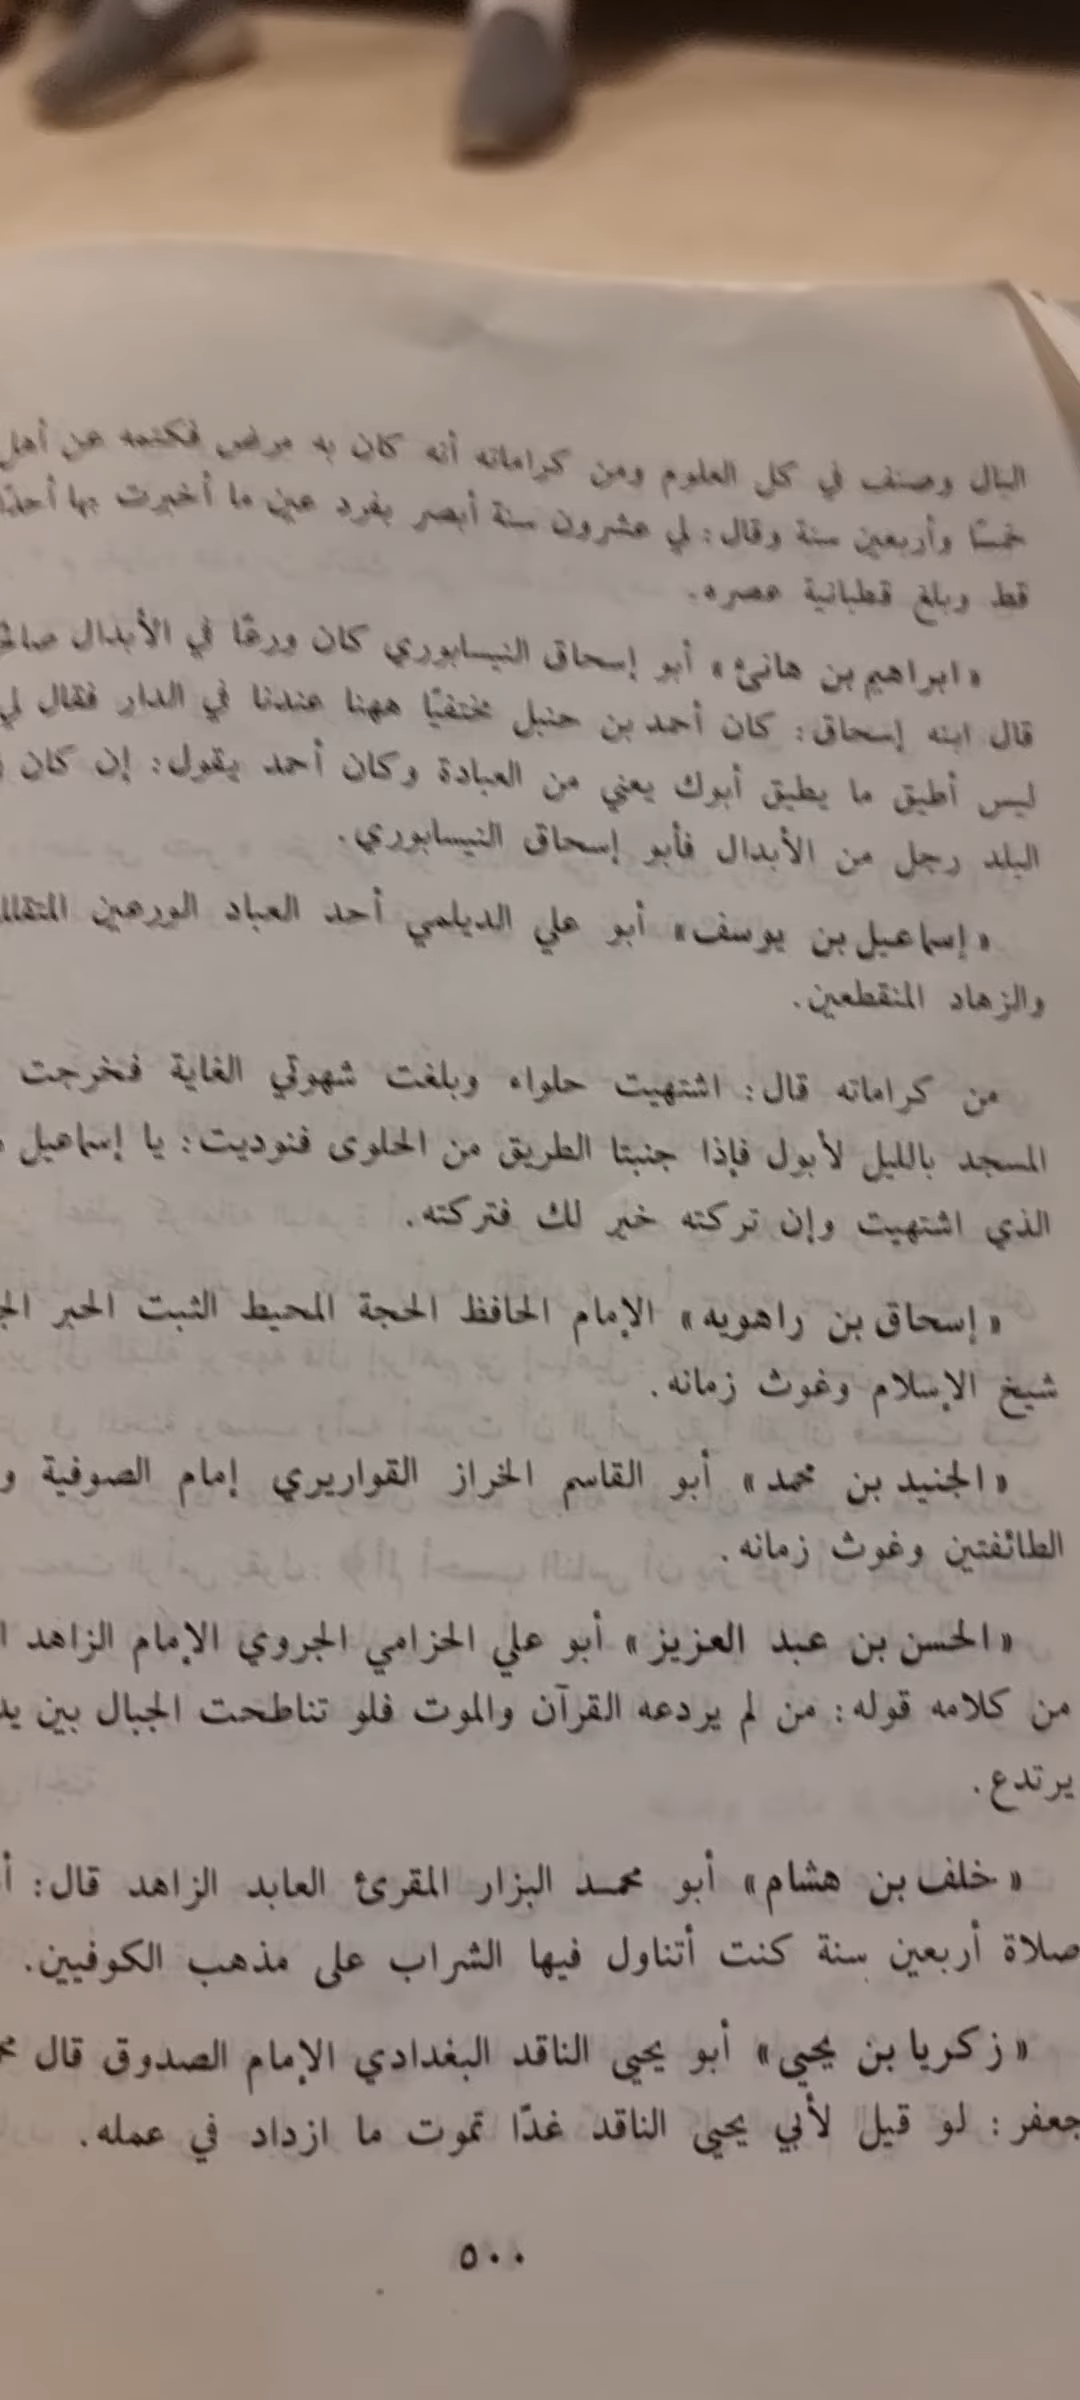 البال وصنف في كل العلوم ومن كراماته أنه كان به مرض فكتمه عن أهل
خمسًا وأربعين سنة وقال: لي عشرون سنة أبصر بفرد عين ما أخبرت بها أحدًا
قط وبلغ قطبانية عصره.
«ابراهيم بن هانئ» أبو إسحاق النيسابوري كان ورعًا في الأبدال
قال ابنه إسحاق: كان أحمد بن حنبل مختفيًا ههنا عندنا في الدار فقال لي
ليس أطيق ما يطيق أبوك يعني من العبادة وكان أحمد يقول: إن كان
البلد رجل من الأبدال فأبو إسحاق النيسابوري.
«إسماعيل بن يوسف» أبو علي الديلمي أحد العباد الورعين
والزهاد المنقطعين.
من كراماته قال: اشتهيت حلواء وبلغت شهوتي الغاية فخرجت
المسجد بالليل لأبول فإذا جنبتا الطريق من الحلوى فنوديت: يا إسماعيل
الذي اشتهيت وإن تركته خير لك فتركته.
«إسحاق بن راهويه» الإمام الحافظ الحجة المحيط الثبت الحبر
شيخ الإسلام وغوث زمانه.
«الجنيد بن محمد» أبو القاسم الخراز القواريري إمام الصوفية
الطائفتين وغوث زمانه.
«الحسن بن عبد العزيز» أبو علي الحزامي الجروي الإمام الزاهد
من كلامه قوله: من لم يردعه القرآن والموت فلو تناطحت الجبال بين
يرتدع.
«خلف بن هشام» أبو محمد البزار المقرئ العابد الزاهد قال:
صلاة أربعين سنة كنت أتناول فيها الشراب على مذهب الكوفيين.
«زكريا بن يحيى» أبو يحيى الناقد البغدادي الإمام الصدوق قال
جعفر: لو قيل لأبي يحيى الناقد غدًا تموت ما ازداد في عمله.
٥٠٠